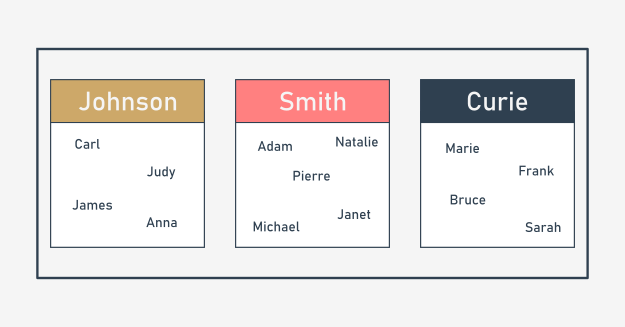 Johnson
Carl
Judy
James
Anna
Smith
Adam
Natalie
Pierre
Janet
Michael
Curie
Marie
Frank
Bruce
Sarah